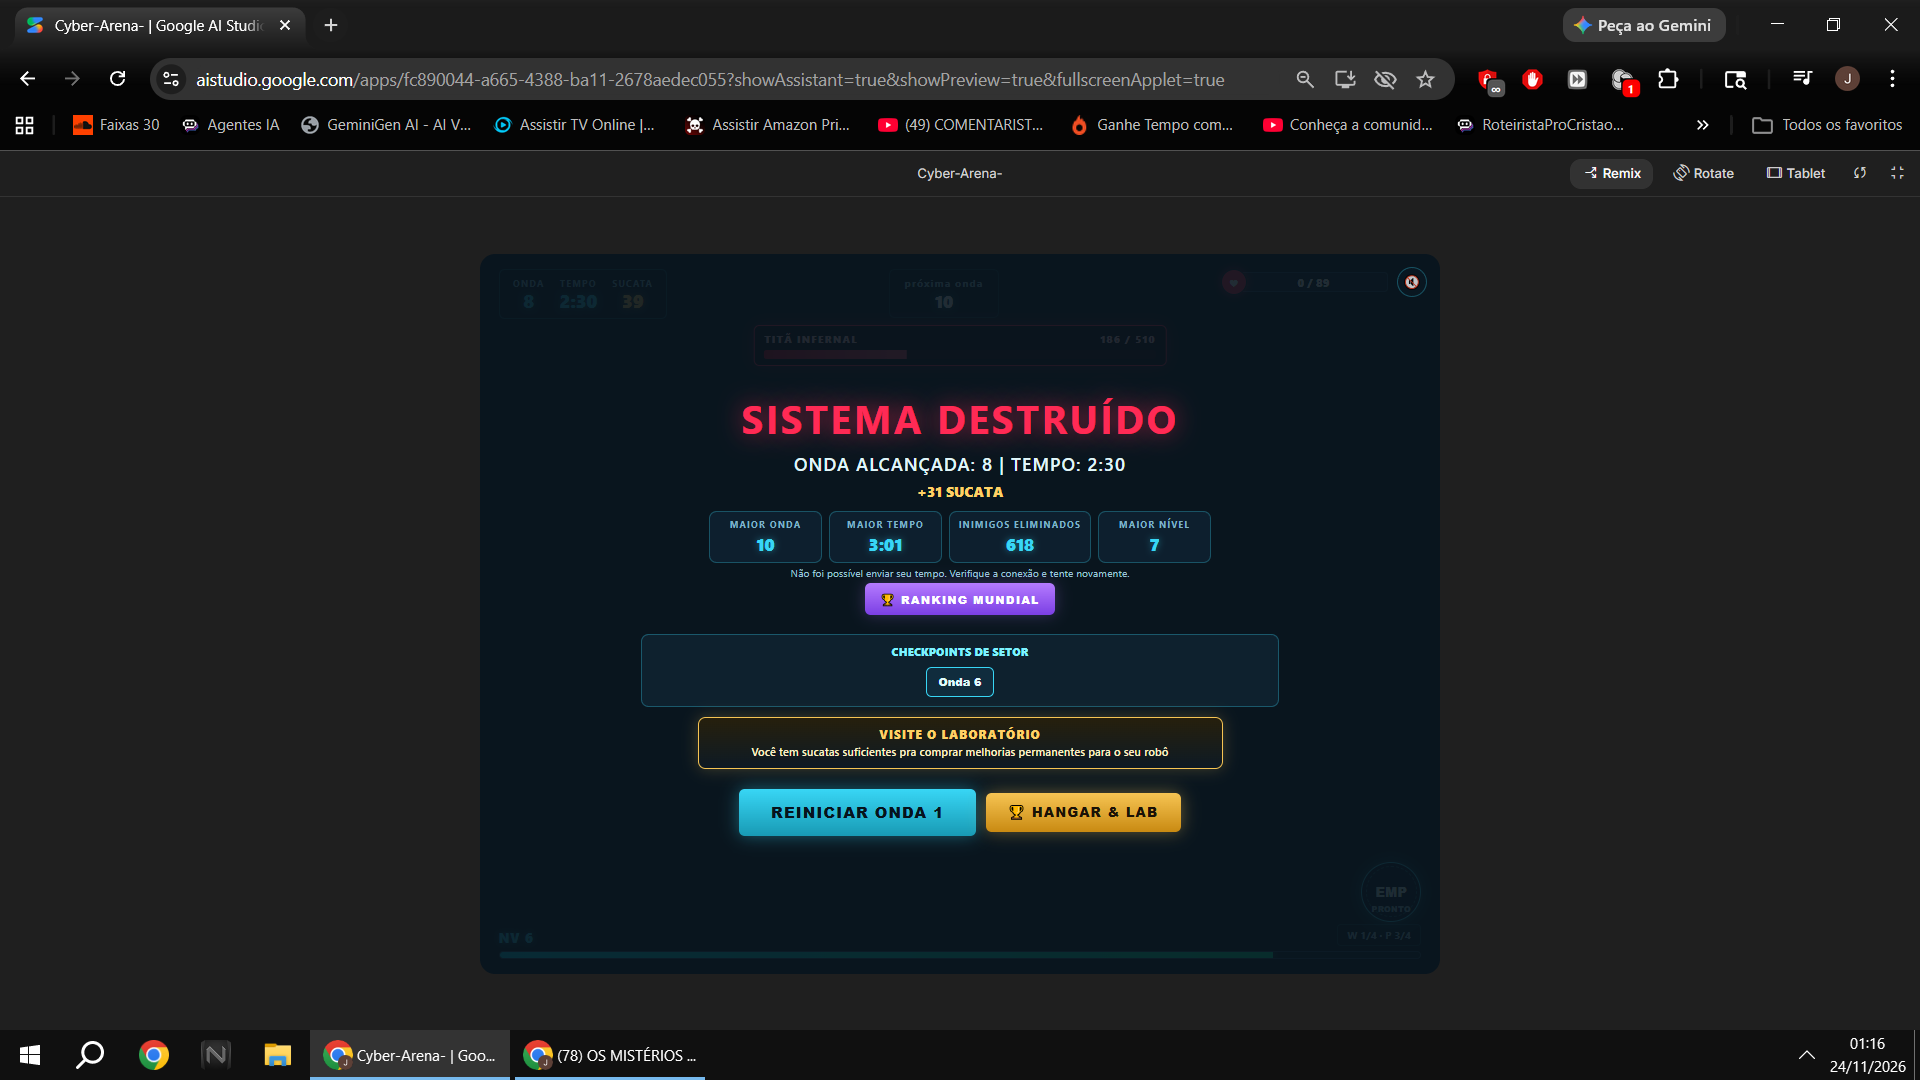 Cyber-Arena- | Google AI Studi
Peça ao Gemini
aistudio.google.com/apps/fc890044-a665-4388-ba11-2678aedec055?showAssistant=true&showPreview=true&fullscreenApplet=true
1
J
Faixas 30
Agentes IA
GeminiGen AI - AI V...
Assistir TV Online |...
Assistir Amazon Pri...
(49) COMENTARIST...
Ganhe Tempo com...
Conheça a comunid...
RoteiristaProCristao...
Todos os favoritos
Cyber-Arena-
Remix
Rotate
Tablet
ONDA TEMPO SUCATA
8 2:30 39
próxima onda
10
0 / 89
TITÃ INFERNAL 186 / 510
SISTEMA DESTRUÍDO
ONDA ALCANÇADA: 8 | TEMPO: 2:30
+31 SUCATA
MAIOR ONDA
10
MAIOR TEMPO
3:01
INIMIGOS ELIMINADOS
618
MAIOR NÍVEL
7
Não foi possível enviar seu tempo. Verifique a conexão e tente novamente.
RANKING MUNDIAL
CHECKPOINTS DE SETOR
Onda 6
VISITE O LABORATÓRIO
Você tem sucatas suficientes pra comprar melhorias permanentes para o seu robô
REINICIAR ONDA 1
HANGAR & LAB
EMP
PRONTO
NV 6
W 1/4 · P 3/4
Cyber-Arena- | Goo...
(78) OS MISTÉRIOS ...
01:16
24/11/2026